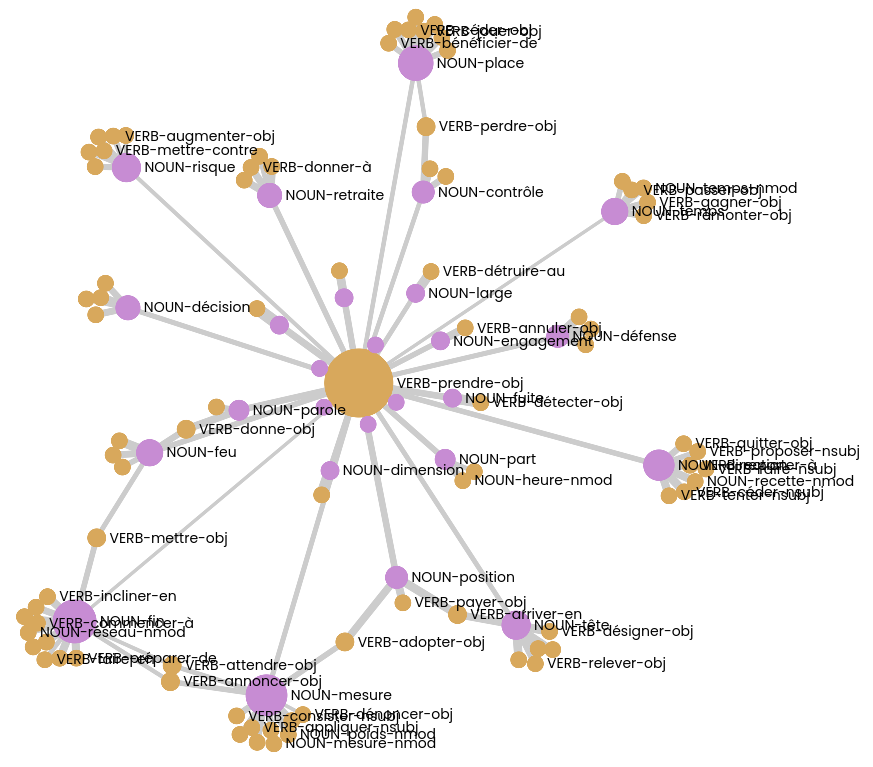 VERB-céder-obj
VERB-jouer-obj
VERB-bénéficier-de
NOUN-place
VERB-perdre-obj
VERB-augmenter-obj
VERB-mettre-contre
NOUN-risque
VERB-donner-à
NOUN-retraite
NOUN-contrôle
NOUN-temps-nmod
VERB-passer-obj
VERB-gagner-obj
NOUN-temps
VERB-remonter-obj
VERB-détruire-au
NOUN-large
NOUN-décision
VERB-annuler-obj
NOUN-engagement
NOUN-défense
VERB-prendre-obj
NOUN-fuite
VERB-détecter-obj
NOUN-parole
VERB-donne-obj
NOUN-feu
VERB-quitter-obj
VERB-proposer-nsubj
NOUN-direction
VERB-faire-nsubj
NOUN-recette-nmod
VERB-céder-nsubj
VERB-tenter-nsubj
NOUN-part
NOUN-dimension
NOUN-heure-nmod
VERB-mettre-obj
NOUN-position
VERB-incliner-en
VERB-payer-obj
VERB-arriver-en
NOUN-fin
VERB-commencer-à
NOUN-réseau-nmod
NOUN-tête
VERB-désigner-obj
VERB-adopter-obj
VERB-faire-en
VERB-préparer-de
VERB-attendre-obj
VERB-relever-obj
VERB-annoncer-obj
NOUN-mesure
VERB-dénoncer-obj
VERB-consister-nsubj
VERB-appliquer-nsubj
NOUN-poids-nmod
NOUN-mesure-nmod